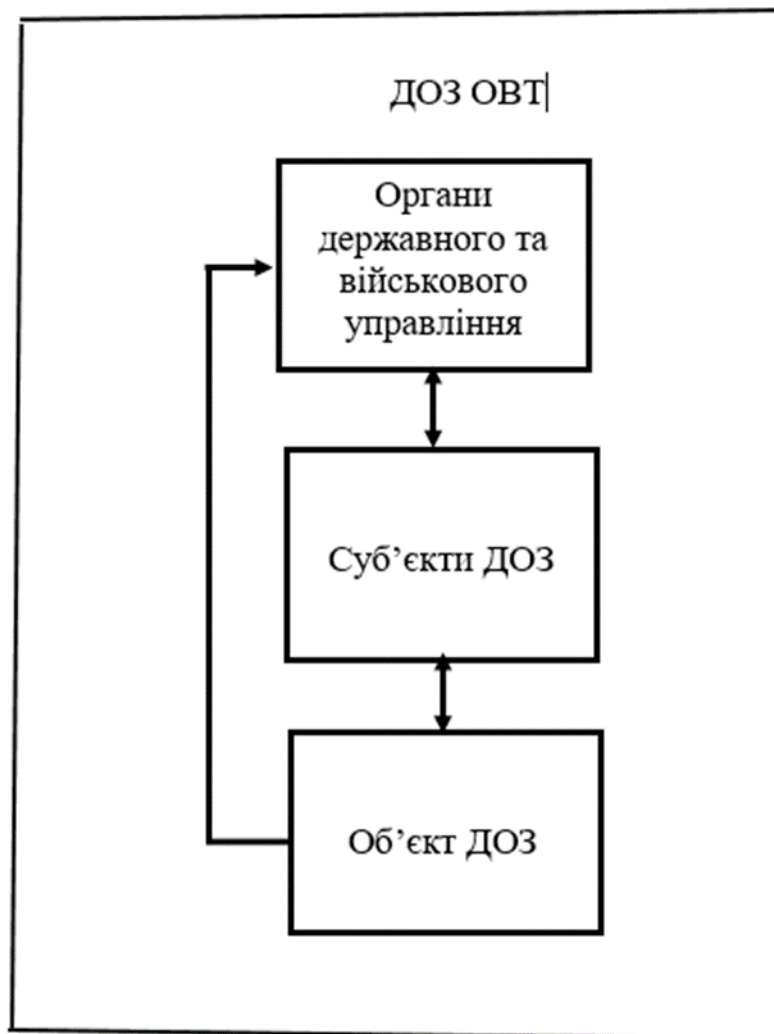 ДОЗ ОВТ
Органи
державного та
військового
управління
Суб’єкти ДОЗ
Об’єкт ДОЗ